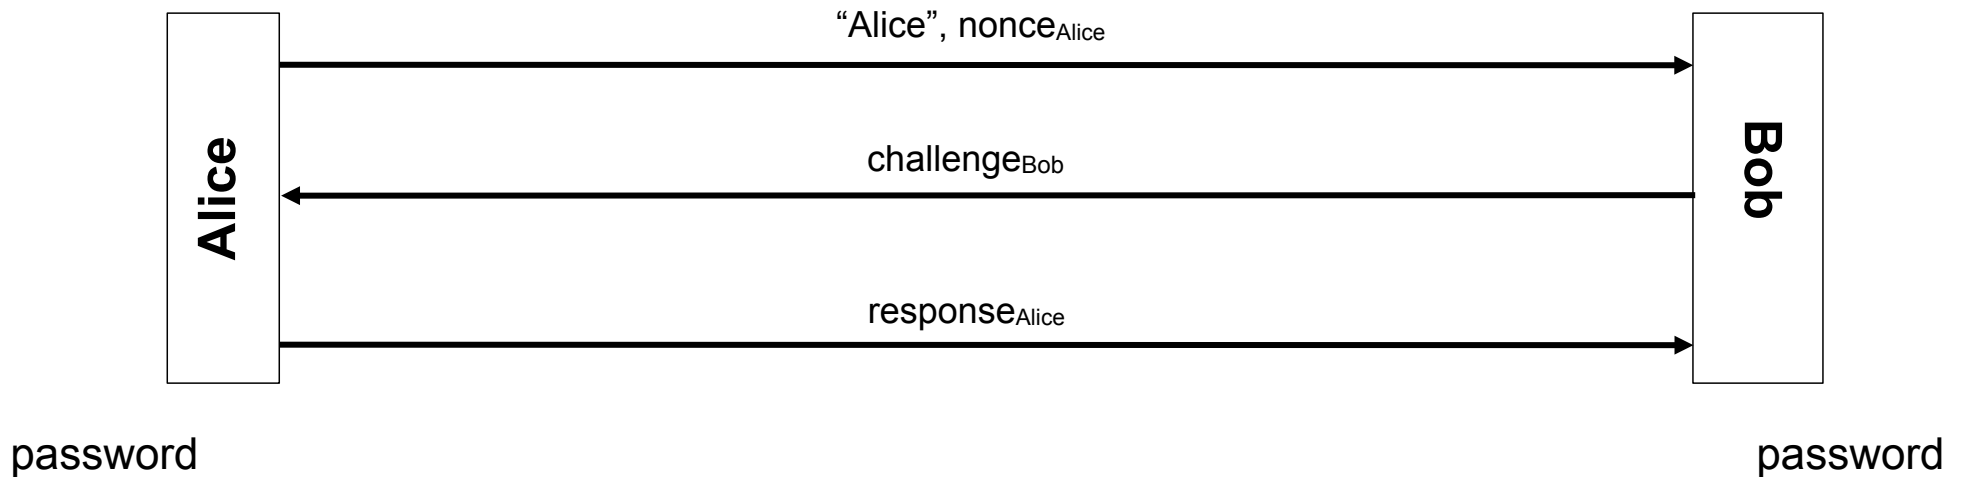 “Alice”, nonceAlice
Alice
challengeBob
Bob
responseAlice
password
password